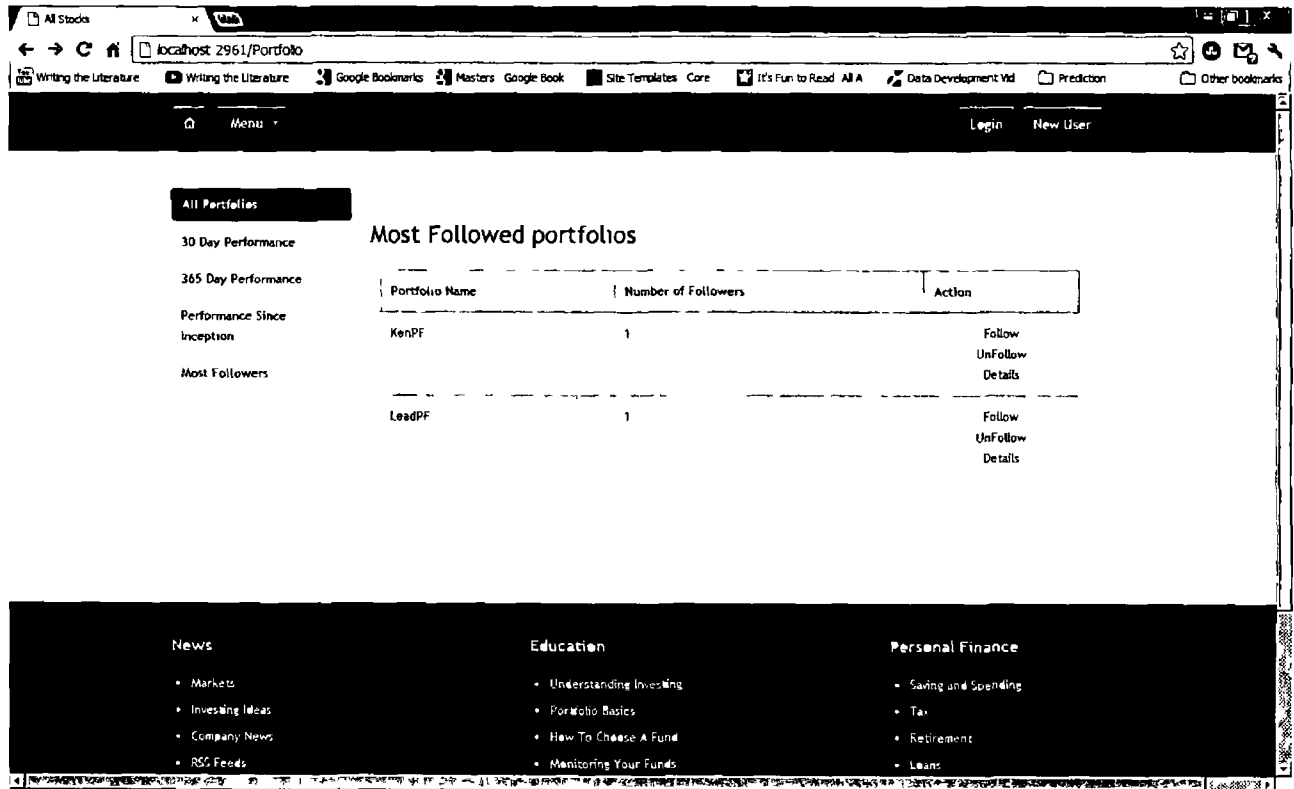 All Stocks
localhost 2961/Portfolio
Writing the Literature Writing the Literature Google Bookmarks Masters Google Book Site Templates Core It's Fun to Read All A Data Development Vid Prediction Other bookmarks
Menu Login New User
All Portfolios
30 Day Performance
365 Day Performance
Performance Since
Inception
Most Followers
Most Followed portfolios
Portfolio Name Number of Followers Action
KenPF 1 Follow
UnFollow
Details
LeadPF 1 Follow
UnFollow
Details
News Education Personal Finance
• Markets • Understanding Investing • Saving and Spending
• Investing Ideas • Portfolio Basics • Tax
• Company News • How To Choose A Fund • Retirement
• RSS Feeds • Monitoring Your Funds • Loans